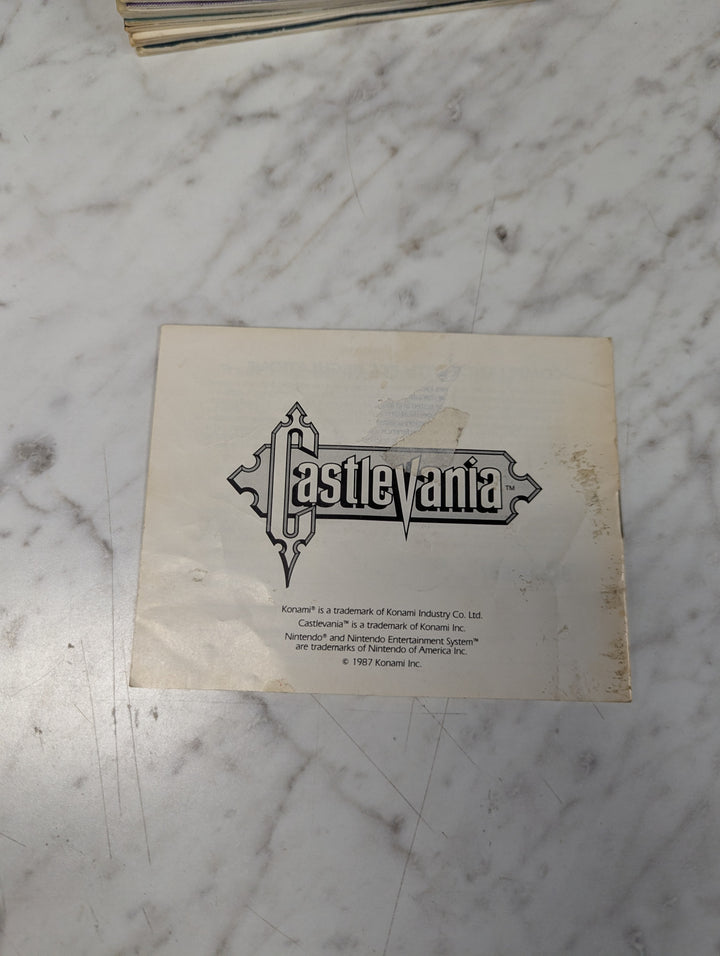 Castlevania™
Konami® is a trademark of Konami Industry Co. Ltd.
Castlevania™ is a trademark of Konami Inc.
Nintendo® and Nintendo Entertainment System™
are trademarks of Nintendo of America Inc.
© 1987 Konami Inc.